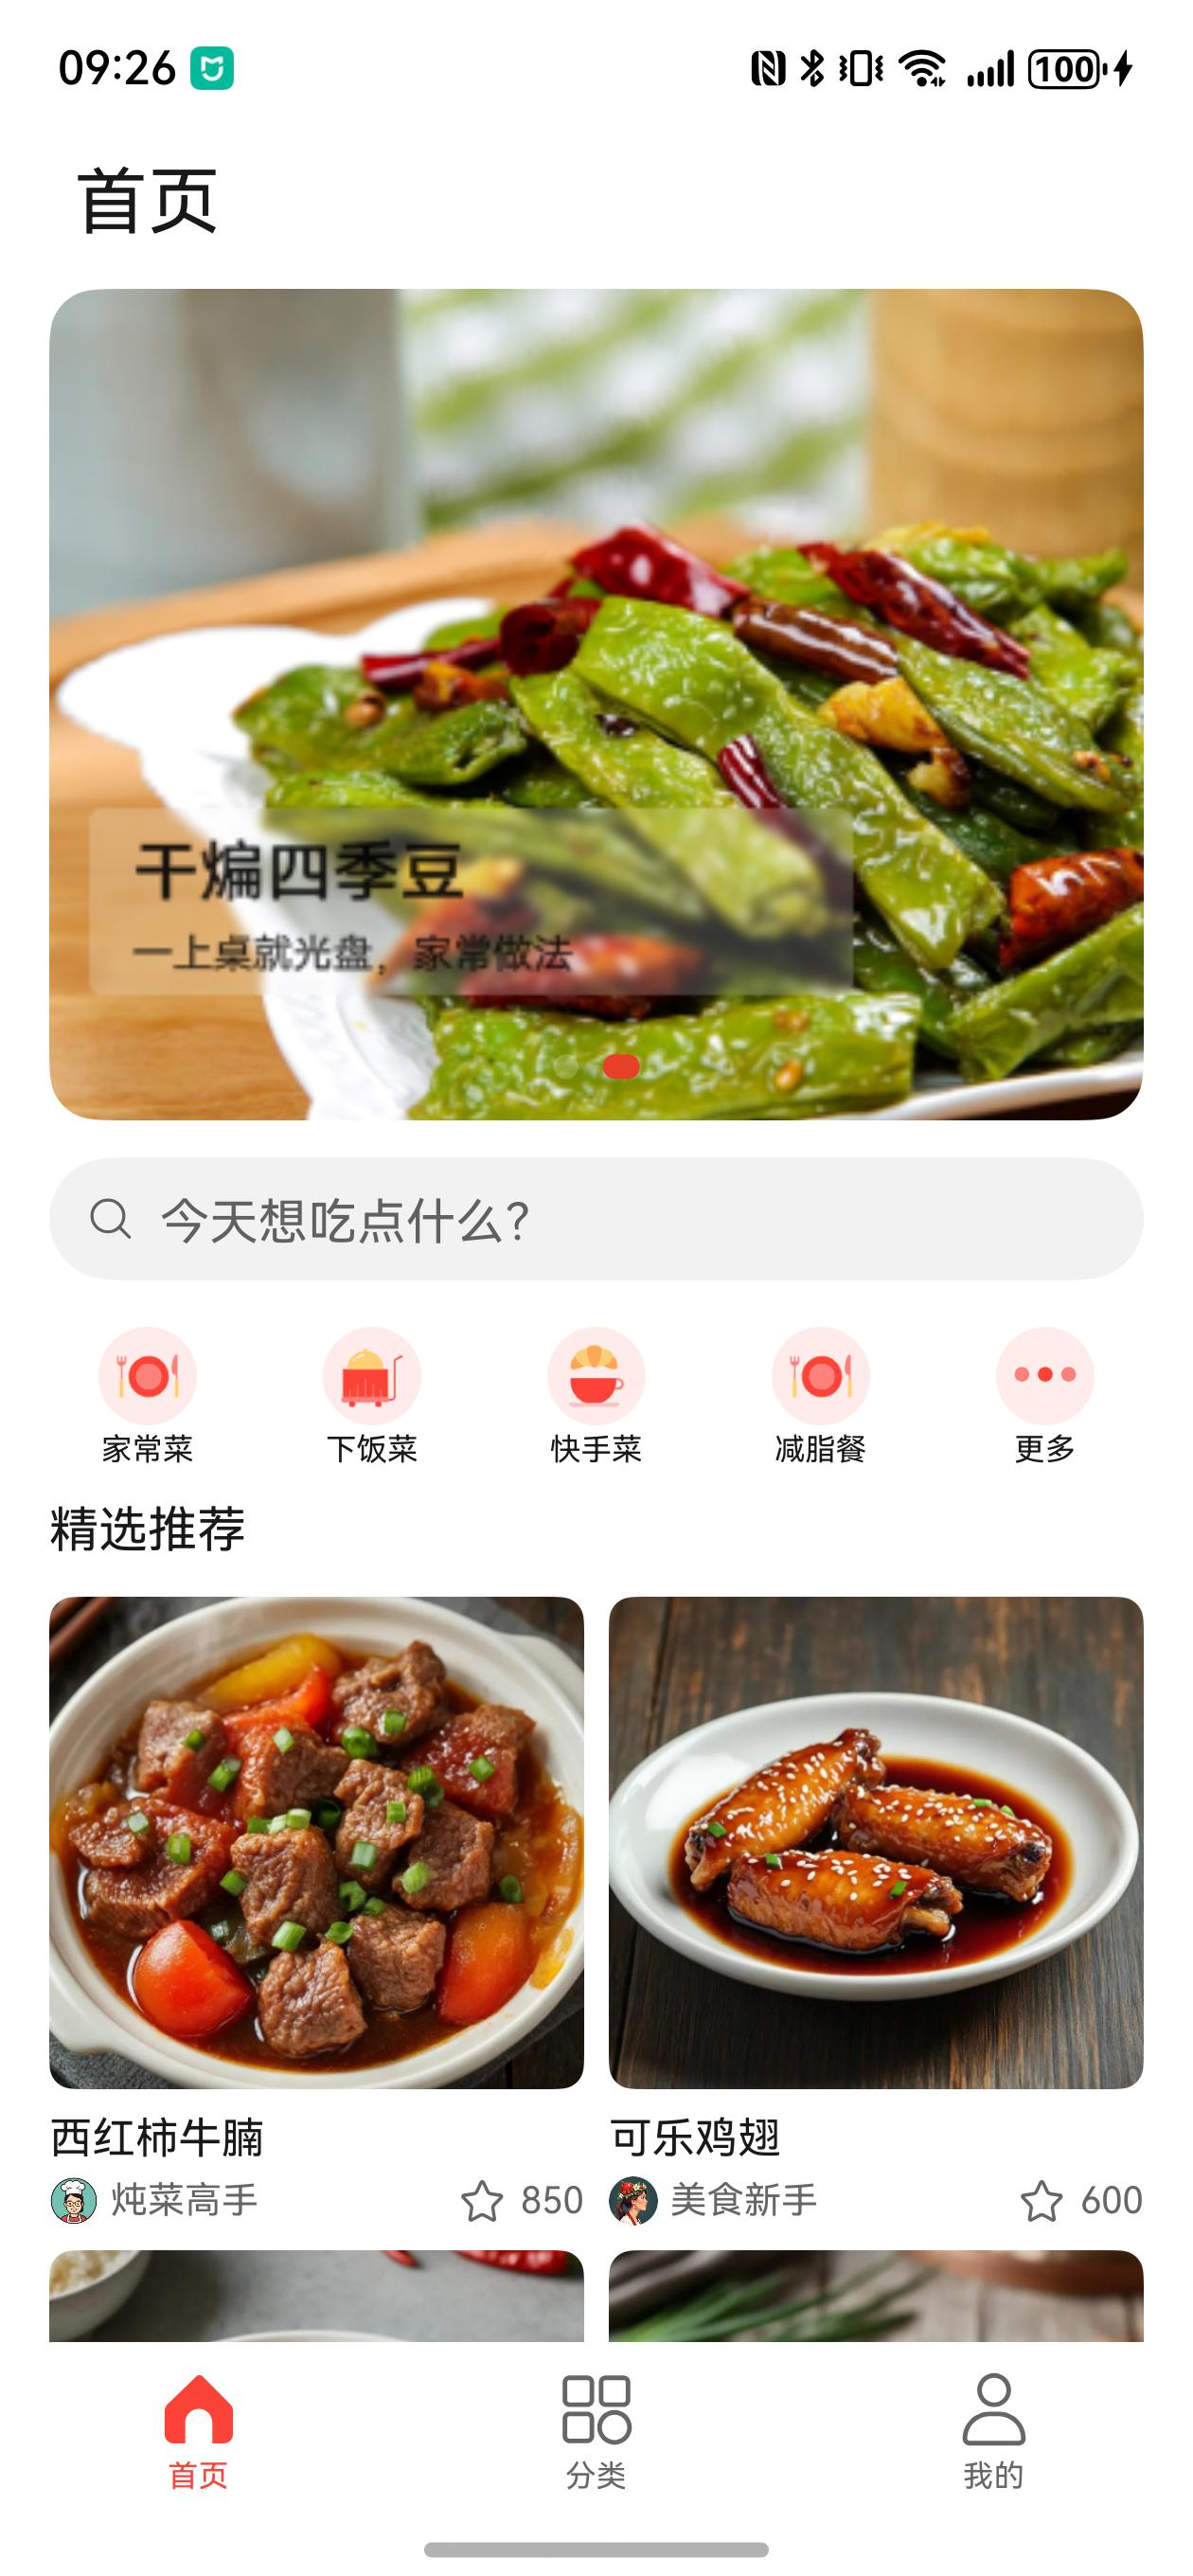 09:26
100
首页
干煸四季豆
一上桌就光盘，家常做法
今天想吃点什么?
家常菜 下饭菜 快手菜 减脂餐 更多
精选推荐
西红柿牛腩 可乐鸡翅
炖菜高手 850 美食新手 600
首页 分类 我的